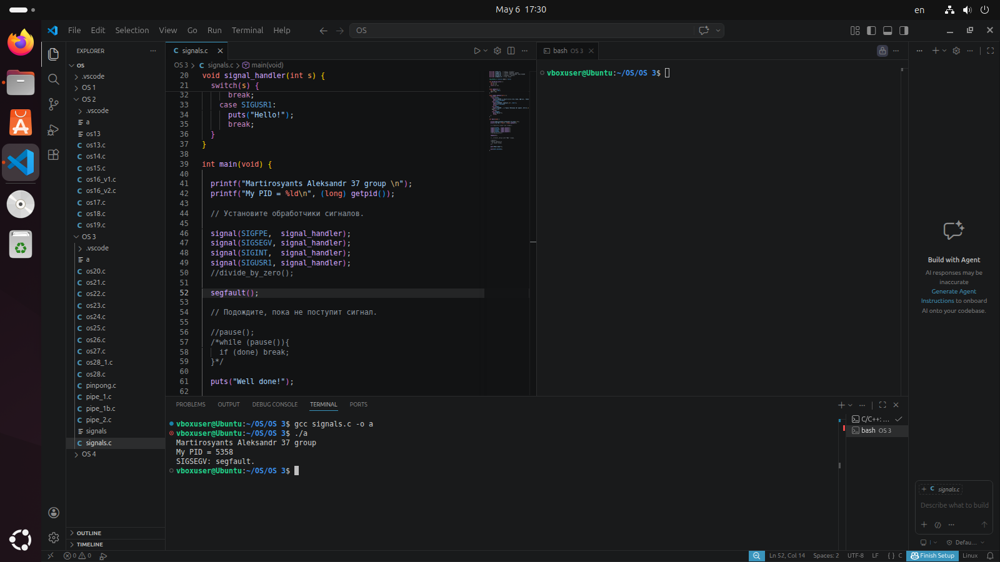 May 6 17:30
en
File Edit Selection View Go Run Terminal Help
OS
EXPLORER
OS
.vscode
OS 1
OS 2
.vscode
a
os13
os13.c
os14.c
os15.c
os16_v1.c
os16_v2.c
os17.c
os18.c
os19.c
OS 3
.vscode
a
os20.c
os21.c
os22.c
os23.c
os24.c
os25.c
os26.c
os27.c
os28_1.c
os28.c
pinpong.c
pipe_1.c
pipe_1b.c
pipe_2.c
signals
signals.c
OS 4
OUTLINE
TIMELINE
C signals.c
OS 3 > C signals.c > main(void)
20 void signal_handler(int s) {
21 switch(s) {
32 break;
33 case SIGUSR1:
34 puts("Hello!");
35 break;
36 }
37 }
38
39 int main(void) {
40
41 printf("Martirosyants Aleksandr 37 group \n");
42 printf("My PID = %ld\n", (long) getpid());
43
44 // Установите обработчики сигналов.
45
46 signal(SIGFPE, signal_handler);
47 signal(SIGSEGV, signal_handler);
48 signal(SIGINT, signal_handler);
49 signal(SIGUSR1, signal_handler);
50 //divide_by_zero();
51
52 segfault();
53
54 // Подождите, пока не поступит сигнал.
55
56 //pause();
57 /*while (pause()){
58 if (done) break;
59 }*/
60
61 puts("Well done!");
62
bash OS 3
vboxuser@Ubuntu:~/OS/OS 3$
Build with Agent
AI responses may be
inaccurate
Generate Agent
Instructions to onboard
AI onto your codebase.
+ C signals.c
Describe what to build
Defau...
PROBLEMS OUTPUT DEBUG CONSOLE TERMINAL PORTS
vboxuser@Ubuntu:~/OS/OS 3$ gcc signals.c -o a
vboxuser@Ubuntu:~/OS/OS 3$ ./a
Martirosyants Aleksandr 37 group
My PID = 5358
SIGSEGV: segfault.
vboxuser@Ubuntu:~/OS/OS 3$
C/C++: ...
bash OS 3
0 0
Ln 52, Col 14 Spaces: 2 UTF-8 LF { } C Finish Setup Linux